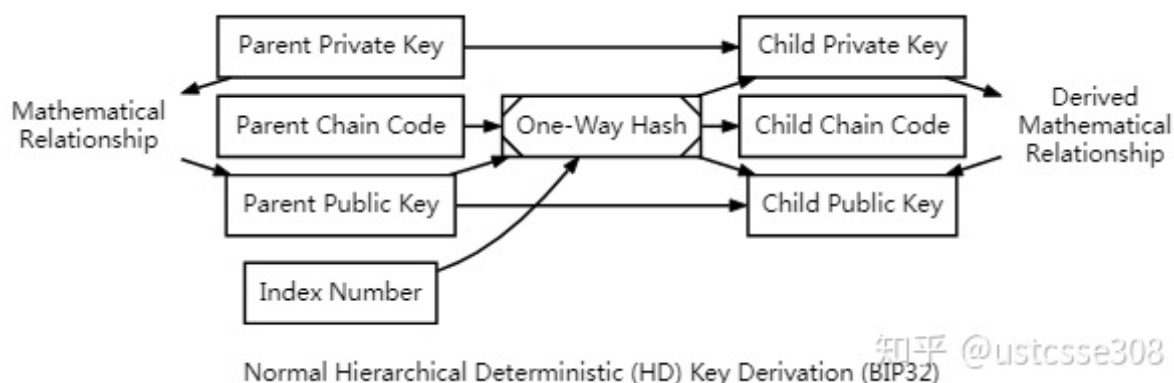 Parent Private Key
Child Private Key
Mathematical
Relationship
Parent Chain Code
One-Way Hash
Child Chain Code
Derived
Mathematical
Relationship
Parent Public Key
Child Public Key
Index Number
Normal Hierarchical Deterministic (HD) Key Derivation (BIP32)
知乎 @ustcsse308